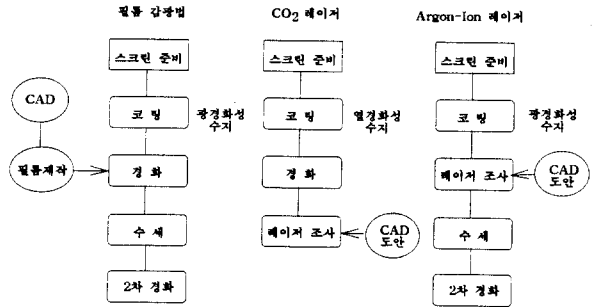 필름 감광법
CO2 레이저
Argon-Ion 레이저
스크린 준비
스크린 준비
스크린 준비
CAD
코팅
광경화성
수지
코팅
열경화성
수지
코팅
광경화성
수지
필름제작
경화
경화
레이저 조사
CAD
도안
수세
레이저 조사
CAD
도안
수세
2차 경화
2차 경화